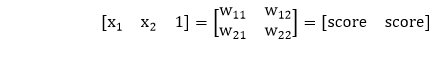 [x₁ x₂ 1] = [w₁₁ w₁₂ = [score score]
w₂₁ w₂₂]